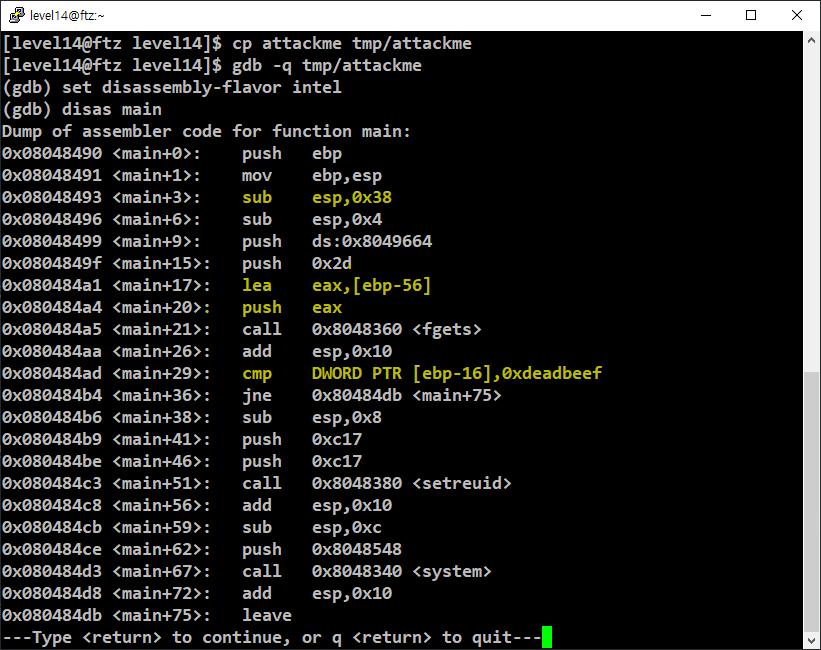 level14@ftz:~
[level14@ftz level14]$ cp attackme tmp/attackme
[level14@ftz level14]$ gdb -q tmp/attackme
(gdb) set disassembly-flavor intel
(gdb) disas main
Dump of assembler code for function main:
0x08048490 <main+0>:    push   ebp
0x08048491 <main+1>:    mov    ebp,esp
0x08048493 <main+3>:    sub    esp,0x38
0x08048496 <main+6>:    sub    esp,0x4
0x08048499 <main+9>:    push   ds:0x8049664
0x0804849f <main+15>:   push   0x2d
0x080484a1 <main+17>:   lea    eax,[ebp-56]
0x080484a4 <main+20>:   push   eax
0x080484a5 <main+21>:   call   0x8048360 <fgets>
0x080484aa <main+26>:   add    esp,0x10
0x080484ad <main+29>:   cmp    DWORD PTR [ebp-16],0xdeadbeef
0x080484b4 <main+36>:   jne    0x80484db <main+75>
0x080484b6 <main+38>:   sub    esp,0x8
0x080484b9 <main+41>:   push   0xc17
0x080484be <main+46>:   push   0xc17
0x080484c3 <main+51>:   call   0x8048380 <setreuid>
0x080484c8 <main+56>:   add    esp,0x10
0x080484cb <main+59>:   sub    esp,0xc
0x080484ce <main+62>:   push   0x8048548
0x080484d3 <main+67>:   call   0x8048340 <system>
0x080484d8 <main+72>:   add    esp,0x10
0x080484db <main+75>:   leave
---Type <return> to continue, or q <return> to quit---